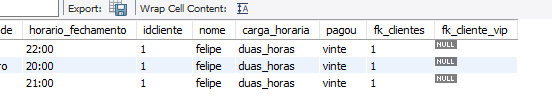 Export: Wrap Cell Content:
de horario_fechamento idcliente nome carga_horaria pagou fk_clientes fk_cliente_vip
22:00 1 felipe duas_horas vinte 1 NULL
ro 20:00 1 felipe duas_horas vinte 1 NULL
21:00 1 felipe duas_horas vinte 1 NULL